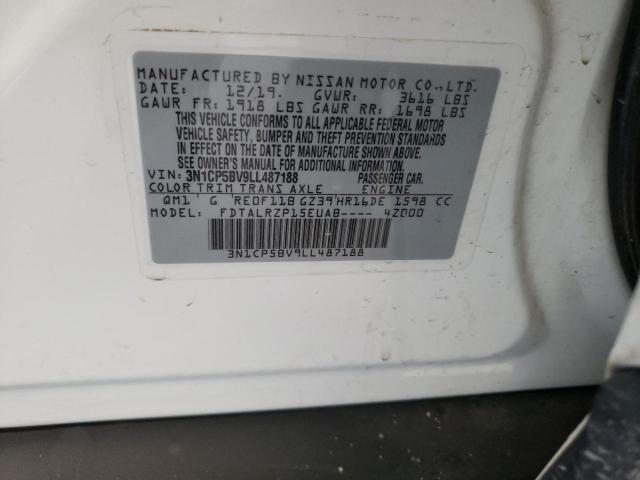 MANUFACTURED BY NISSAN MOTOR CO.,LTD.
DATE: 12/19. GVWR: 3616 LBS
GAWR FR: 1918 LBS GAWR RR: 1698 LBS
THIS VEHICLE CONFORMS TO ALL APPLICABLE FEDERAL MOTOR
VEHICLE SAFETY, BUMPER AND THEFT PREVENTION STANDARDS
IN EFFECT ON THE DATE OF MANUFACTURE SHOWN ABOVE.
SEE OWNER'S MANUAL FOR ADDITIONAL INFORMATION.
VIN: 3N1CP5BV9LL487188
COLOR TRIM TRANS AXLE ENGINE
QM1 G RE0F11B GZ39 HR16DE 1598 CC
MODEL: FDTALRZP15EUAB---- 4Z000
3N1CP5BV9LL487188